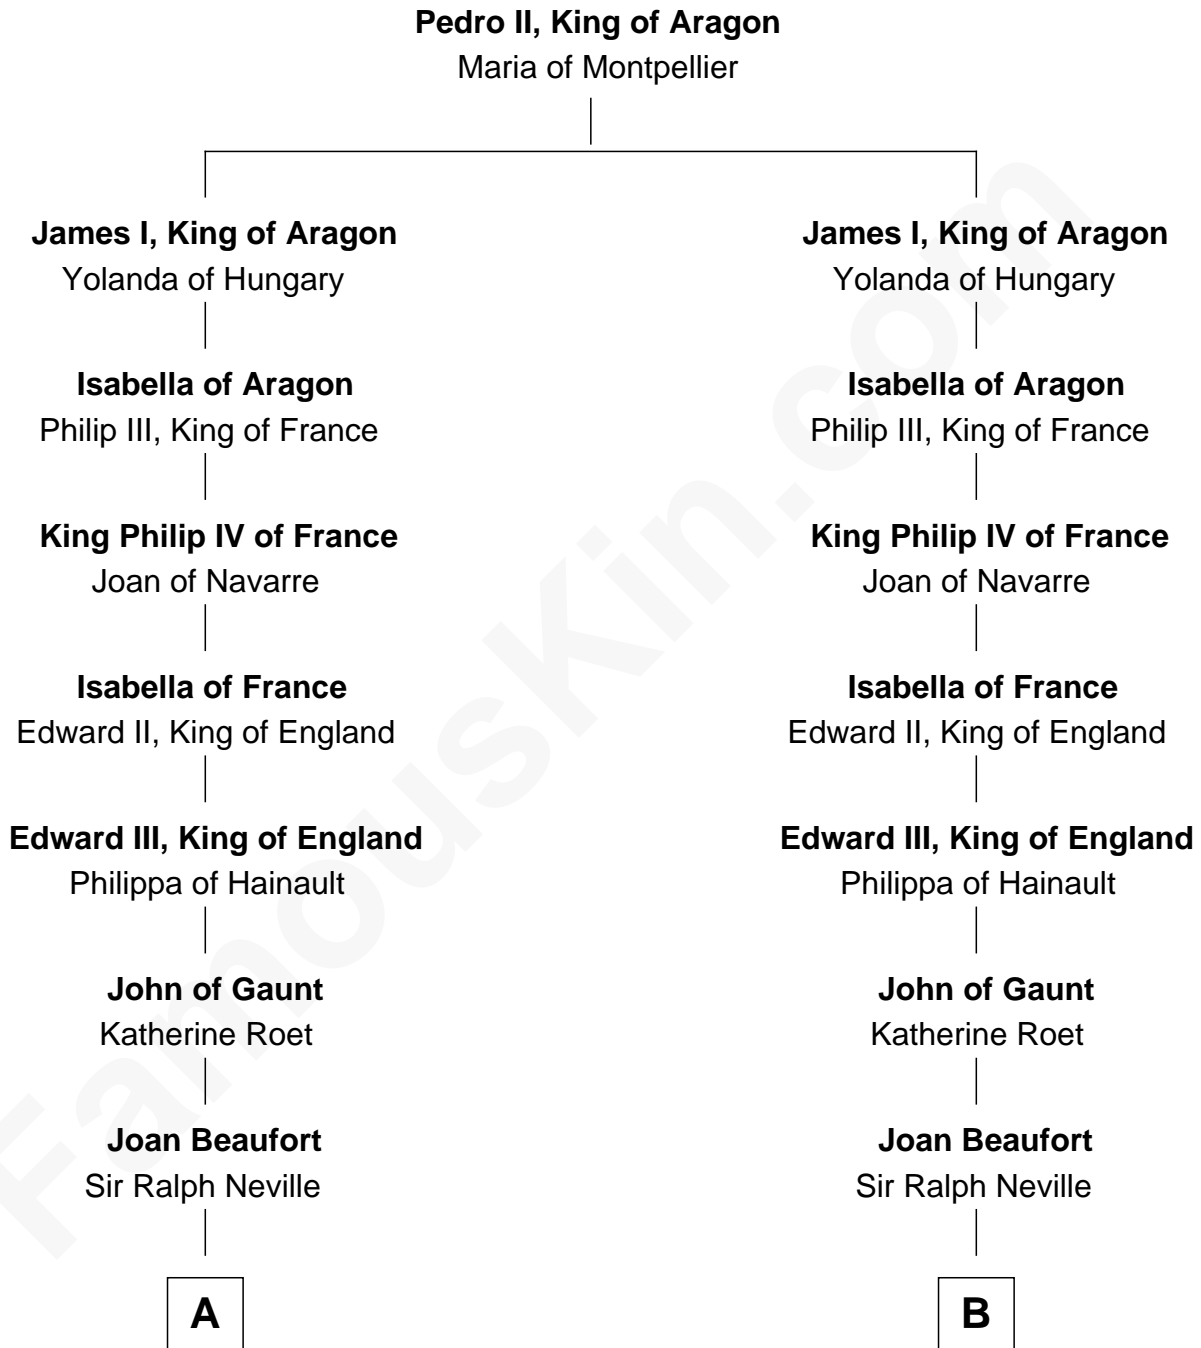 Pedro II, King of Aragon
Maria of Montpellier
James I, King of Aragon
Yolanda of Hungary
Isabella of Aragon
Philip III, King of France
King Philip IV of France
Joan of Navarre
Isabella of France
Edward II, King of England
Edward III, King of England
Philippa of Hainault
John of Gaunt
Katherine Roet
Joan Beaufort
Sir Ralph Neville
A
James I, King of Aragon
Yolanda of Hungary
Isabella of Aragon
Philip III, King of France
King Philip IV of France
Joan of Navarre
Isabella of France
Edward II, King of England
Edward III, King of England
Philippa of Hainault
John of Gaunt
Katherine Roet
Joan Beaufort
Sir Ralph Neville
B
FamousKin.com